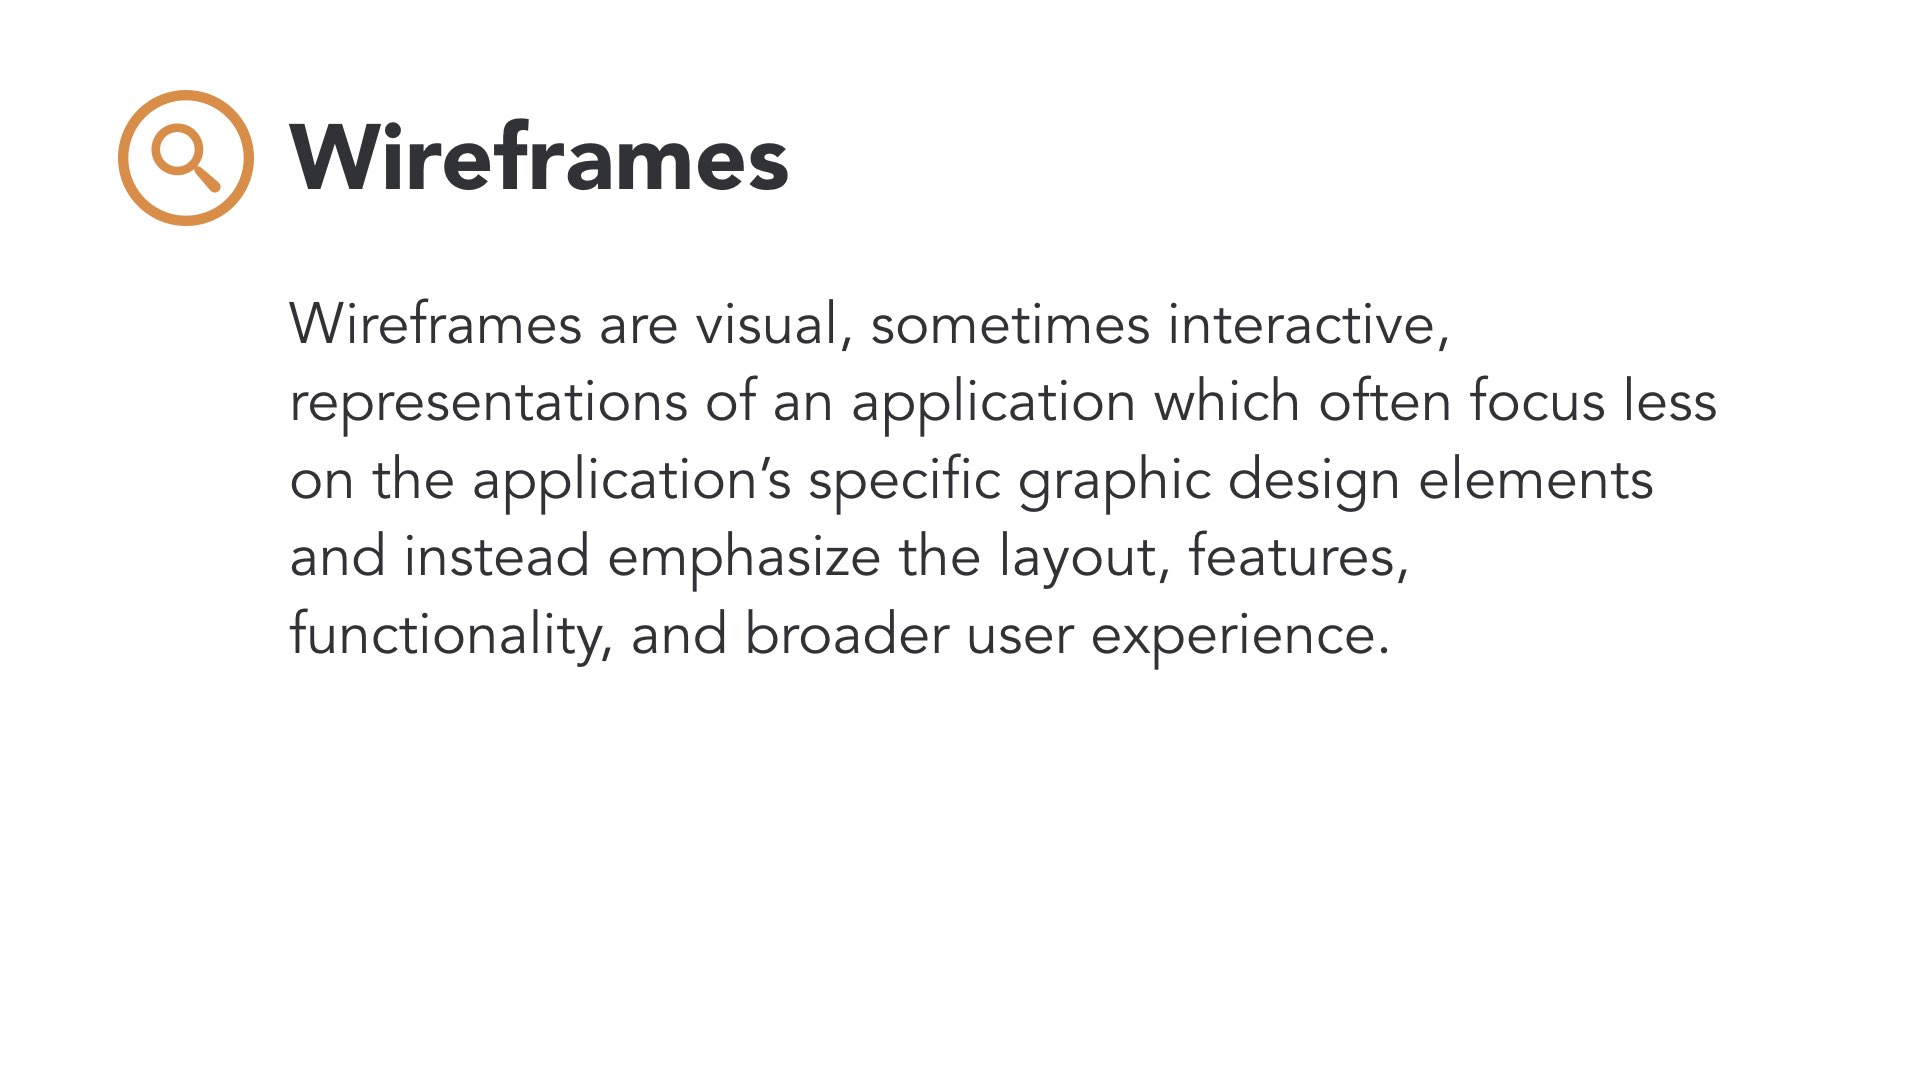 Wireframes
Wireframes are visual, sometimes interactive,
representations of an application which often focus less
on the application’s specific graphic design elements
and instead emphasize the layout, features,
functionality, and broader user experience.